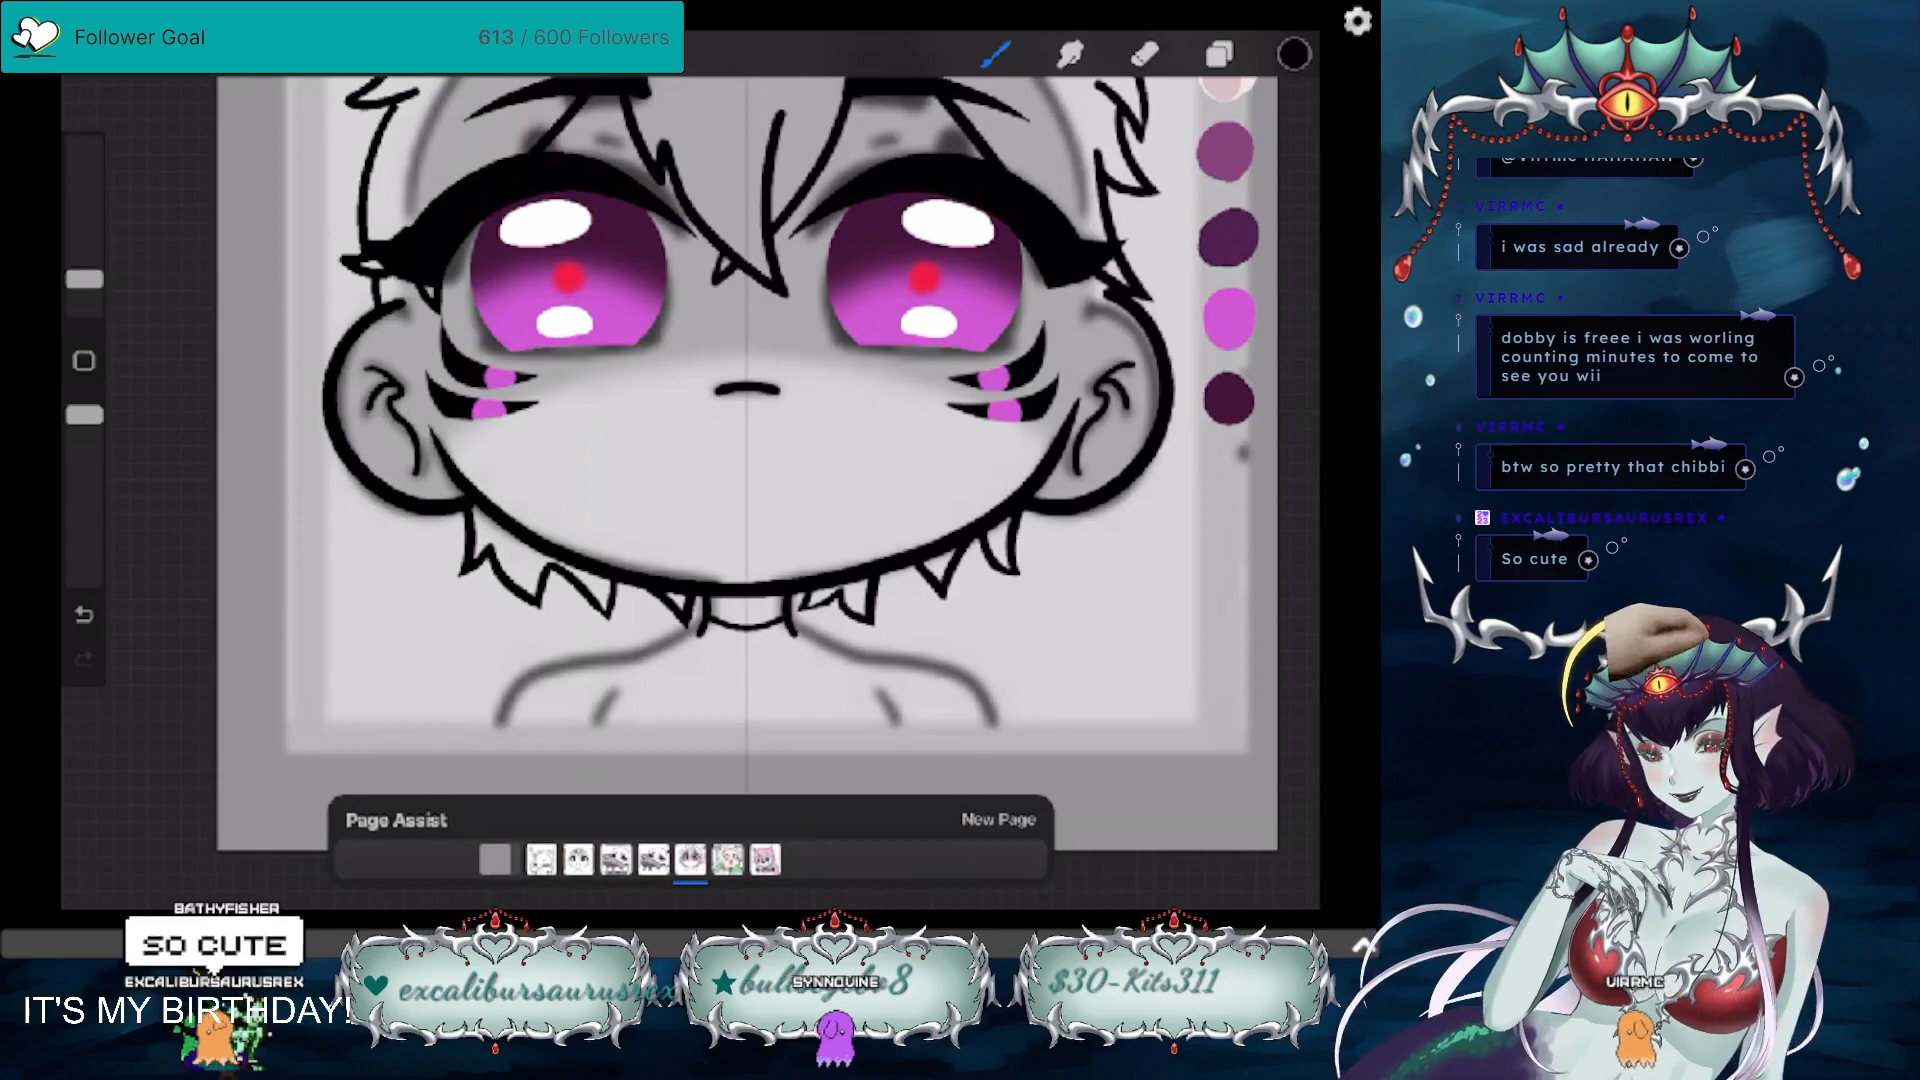 Follower Goal
613 / 600 Followers
VIRRMC
i was sad already
VIRRMC
dobby is freee i was worling
counting minutes to come to
see you wii
VIRRMC
btw so pretty that chibbi
EXCALIBURSAURUSREX
So cute
Page Assist
New Page
BATHYFISHER
SO CUTE
EXCALIBURSAURUSREX
IT'S MY BIRTHDAY!
excalibursaurusrex
SYNNOVINE
$30-Kits311
VIRRMC